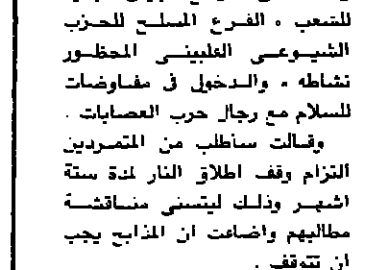 للشعب ، الفرع المسلح للحزب
الشيوعي الفلبيني المحظور
نشاطه . والدخول في مفاوضات
للسلام مع رجال حرب العصابات .
وقالت سأطلب من المتمردين
التزام وقف اطلاق النار لمدة ستة
اشهر وذلك ليتسنى مناقشة
مطالبهم واضافت ان المذابح يجب
ان تتوقف .